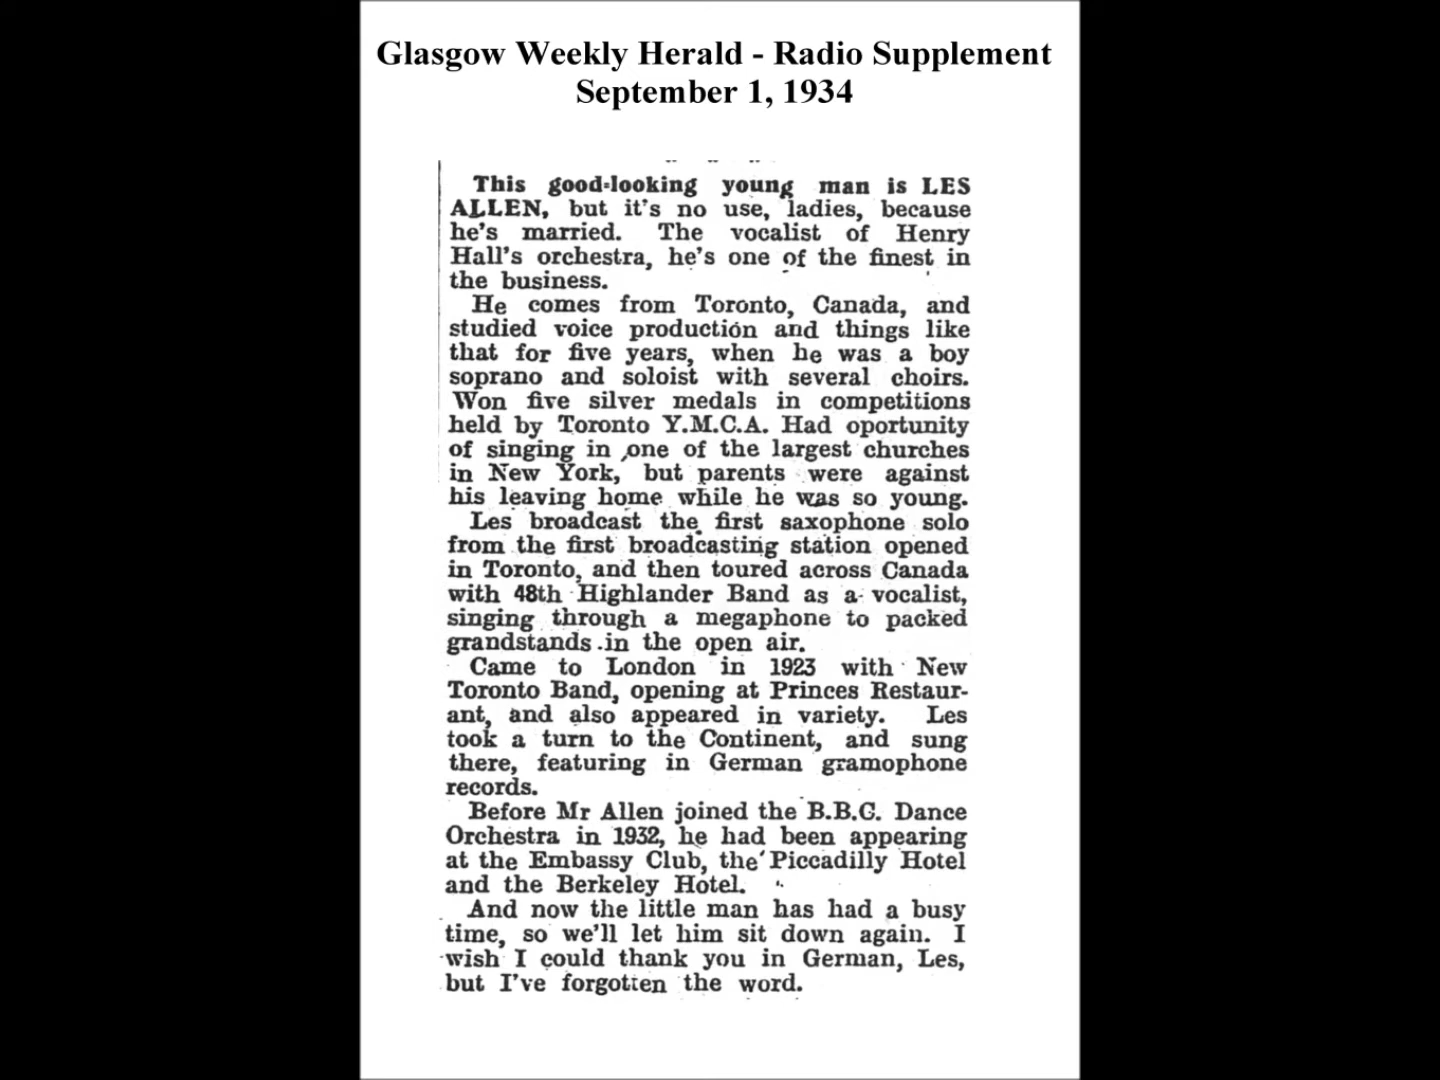 Glasgow Weekly Herald - Radio Supplement
September 1, 1934
This good-looking young man is LES
ALLEN, but it's no use, ladies, because
he's married. The vocalist of Henry
Hall's orchestra, he's one of the finest in
the business.
He comes from Toronto, Canada, and
studied voice production and things like
that for five years, when he was a boy
soprano and soloist with several choirs.
Won five silver medals in competitions
held by Toronto Y.M.C.A. Had oportunity
of singing in one of the largest churches
in New York, but parents were against
his leaving home while he was so young.
Les broadcast the first saxophone solo
from the first broadcasting station opened
in Toronto, and then toured across Canada
with 48th Highlander Band as a vocalist,
singing through a megaphone to packed
grandstands in the open air.
Came to London in 1923 with New
Toronto Band, opening at Princes Restaur-
ant, and also appeared in variety. Les
took a turn to the Continent, and sung
there, featuring in German gramophone
records.
Before Mr Allen joined the B.B.C. Dance
Orchestra in 1932, he had been appearing
at the Embassy Club, the Piccadilly Hotel
and the Berkeley Hotel.
And now the little man has had a busy
time, so we'll let him sit down again. I
wish I could thank you in German, Les,
but I've forgotten the word.